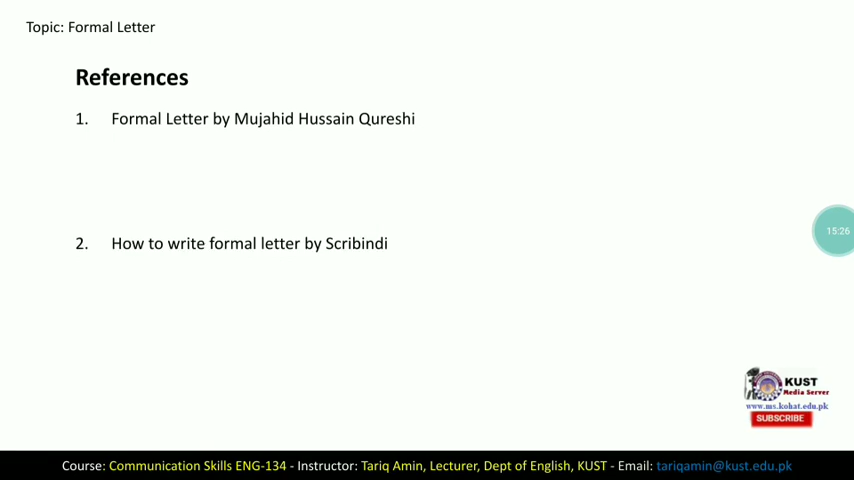 Topic: Formal Letter
References
1. Formal Letter by Mujahid Hussain Qureshi
2. How to write formal letter by Scribindi
15:26
KUST
Media Server
www.ms.kohat.edu.pk
SUBSCRIBE
Course: Communication Skills ENG-134 - Instructor: Tariq Amin, Lecturer, Dept of English, KUST - Email: tariqamin@kust.edu.pk